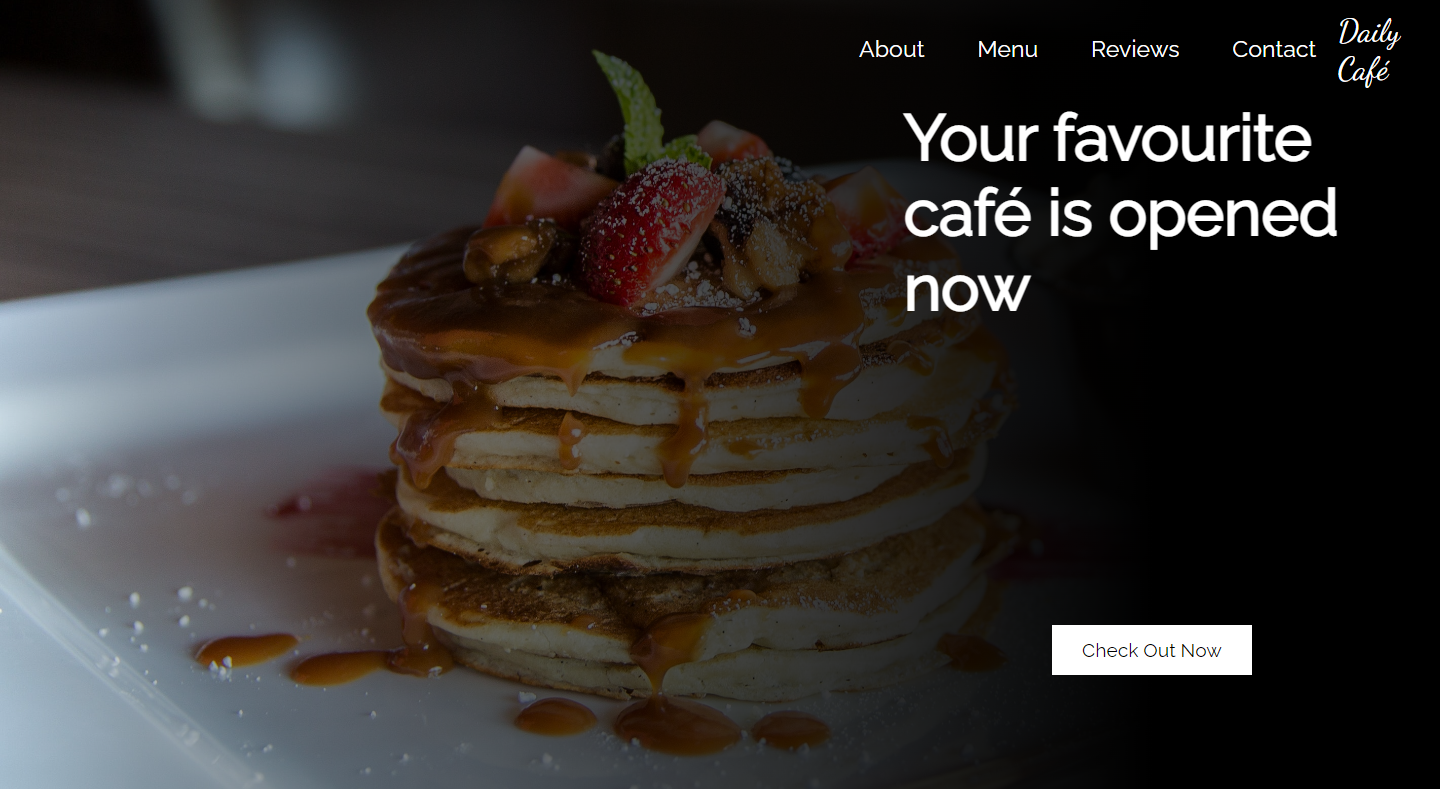 About Menu Reviews Contact
Daily
Café
Your favourite
café is opened
now
Check Out Now